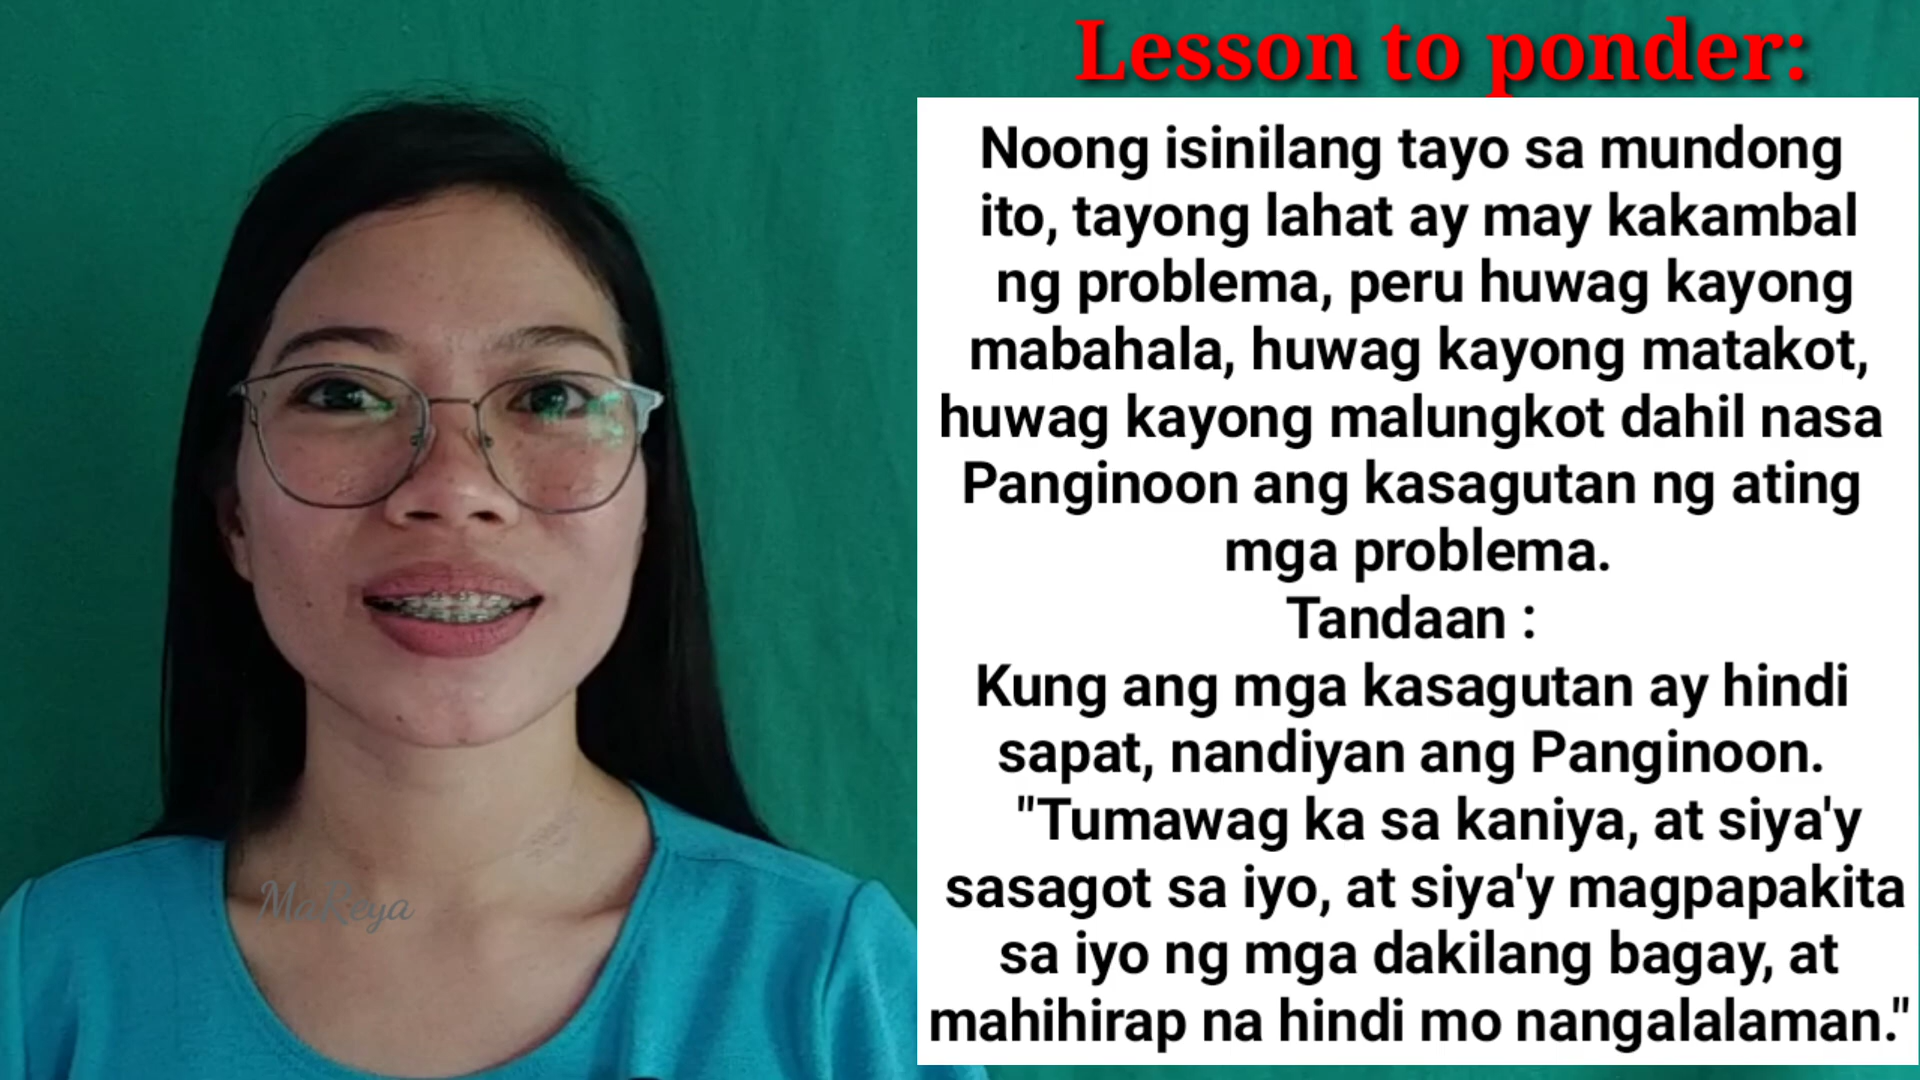 Lesson to ponder:
Noong isinilang tayo sa mundong
ito, tayong lahat ay may kakambal
ng problema, peru huwag kayong
mabahala, huwag kayong matakot,
huwag kayong malungkot dahil nasa
Panginoon ang kasagutan ng ating
mga problema.
Tandaan :
Kung ang mga kasagutan ay hindi
sapat, nandiyan ang Panginoon.
"Tumawag ka sa kaniya, at siya'y
sasagot sa iyo, at siya'y magpapakita
sa iyo ng mga dakilang bagay, at
mahihirap na hindi mo nangalalaman."
MaReya